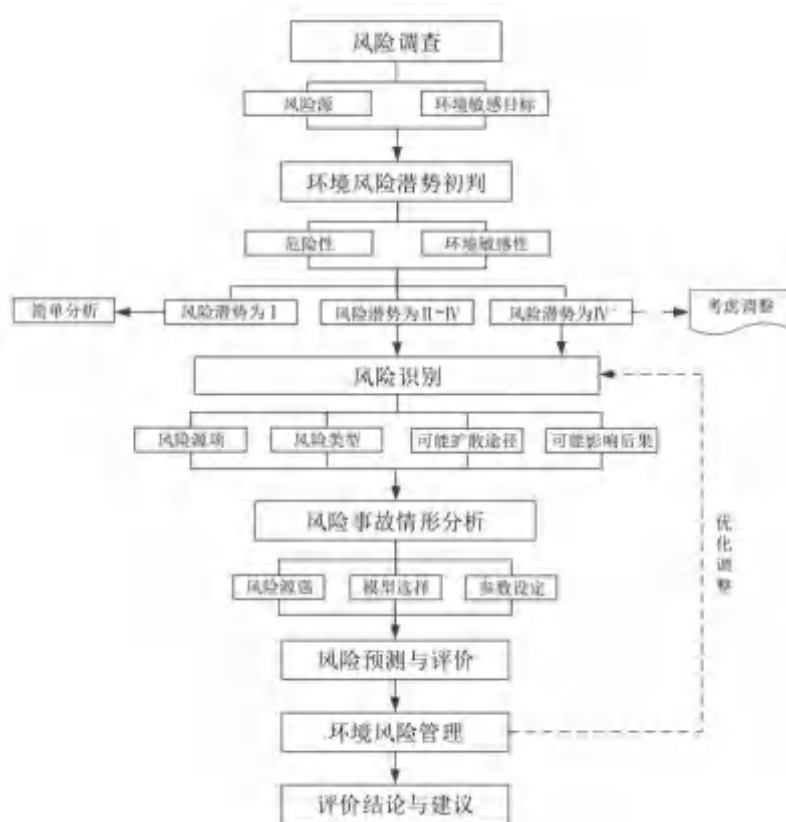 风险调查
风险源
环境敏感目标
环境风险潜势初判
危险性
环境敏感性
简单分析
风险潜势为Ⅰ
风险潜势为Ⅱ~Ⅳ
风险潜势为Ⅳ+
考虑调整
风险识别
风险源项
风险类型
可能扩散途径
可能影响后果
风险事故情形分析
风险源强
模型选择
参数设定
优化调整
风险预测与评价
环境风险管理
评价结论与建议